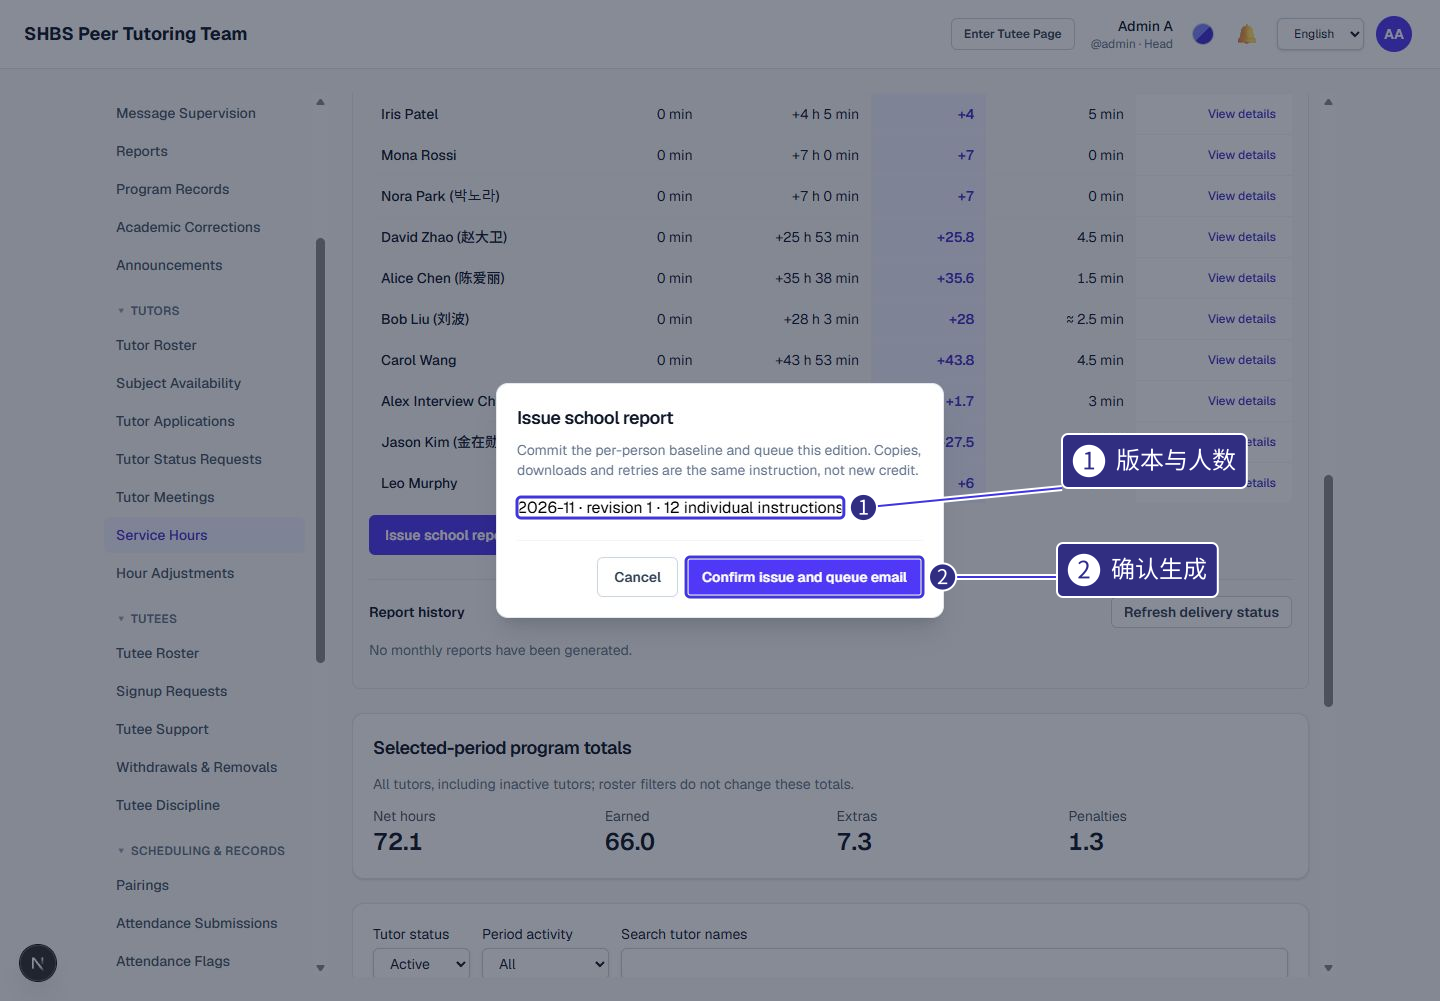 SHBS Peer Tutoring Team
Enter Tutee Page
Admin A
@admin · Head
English
AA
Message Supervision
Reports
Program Records
Academic Corrections
Announcements
TUTORS
Tutor Roster
Subject Availability
Tutor Applications
Tutor Status Requests
Tutor Meetings
Service Hours
Hour Adjustments
TUTEES
Tutee Roster
Signup Requests
Tutee Support
Withdrawals & Removals
Tutee Discipline
SCHEDULING & RECORDS
Pairings
Attendance Submissions
Attendance Flags
Iris Patel 0 min +4 h 5 min +4 5 min View details
Mona Rossi 0 min +7 h 0 min +7 0 min View details
Nora Park (박노라) 0 min +7 h 0 min +7 0 min View details
David Zhao (赵大卫) 0 min +25 h 53 min +25.8 4.5 min View details
Alice Chen (陈爱丽) 0 min +35 h 38 min +35.6 1.5 min View details
Bob Liu (刘波) 0 min +28 h 3 min +28 ≈ 2.5 min View details
Carol Wang 0 min +43 h 53 min +43.8 4.5 min View details
Alex Interview Ch +1.7 3 min View details
Jason Kim (金在勋 27.5 etails
Leo Murphy +6
Issue school repo
Issue school report
Commit the per-person baseline and queue this edition. Copies,
downloads and retries are the same instruction, not new credit.
2026-11 · revision 1 · 12 individual instructions
1
1 版本与人数
Cancel
Confirm issue and queue email
2
2 确认生成
Report history
Refresh delivery status
No monthly reports have been generated.
Selected-period program totals
All tutors, including inactive tutors; roster filters do not change these totals.
Net hours Earned Extras Penalties
72.1 66.0 7.3 1.3
Tutor status Period activity Search tutor names
Active All
N